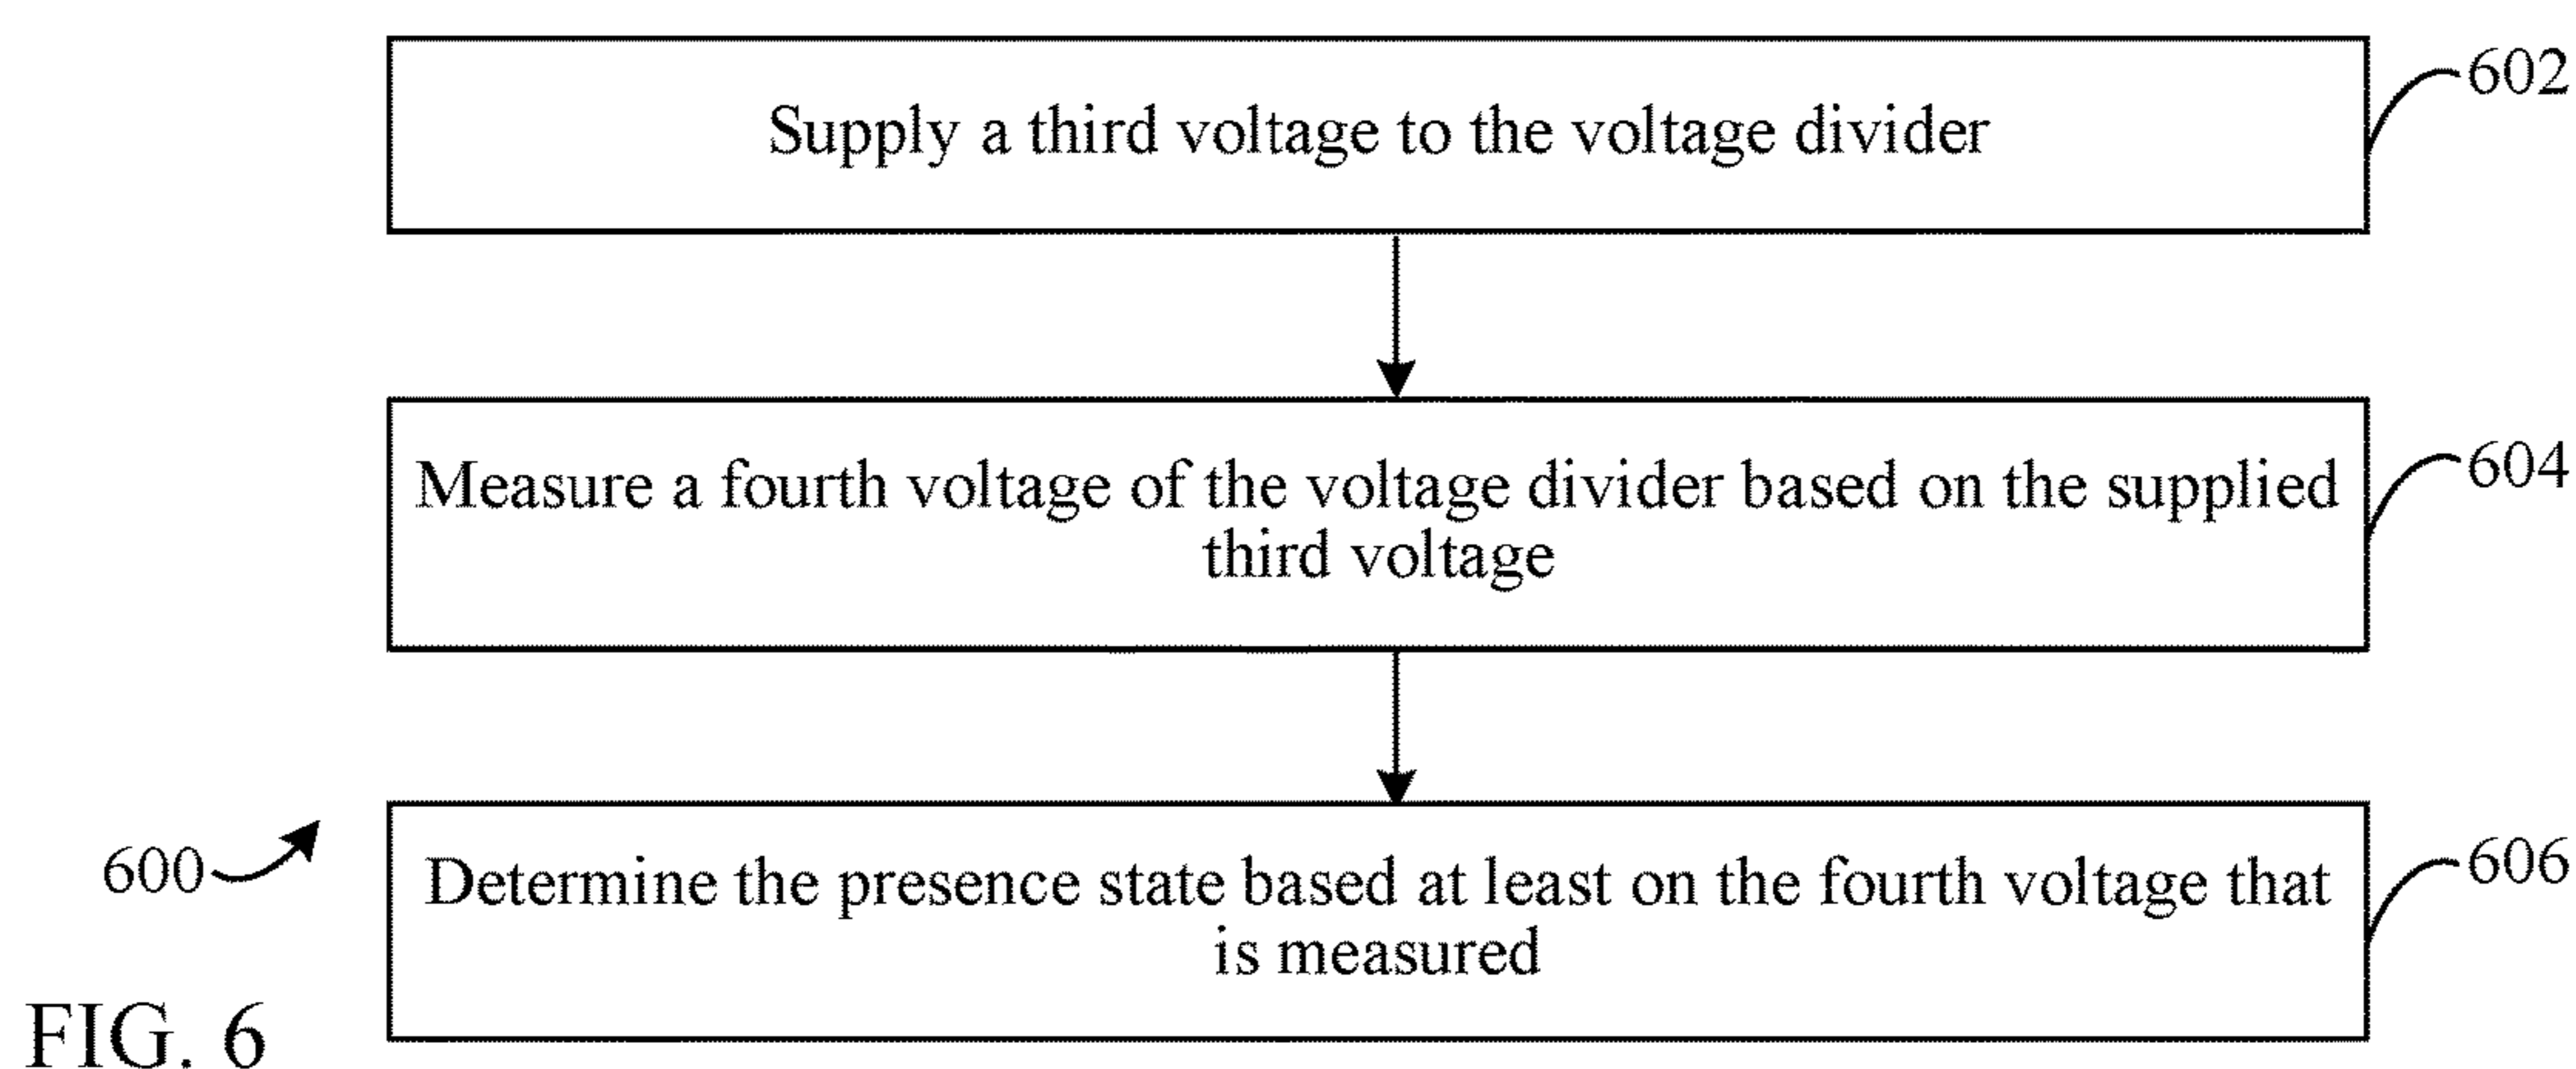 Supply a third voltage to the voltage divider
602
Measure a fourth voltage of the voltage divider based on the supplied
third voltage
604
Determine the presence state based at least on the fourth voltage that
is measured
606
600
FIG. 6